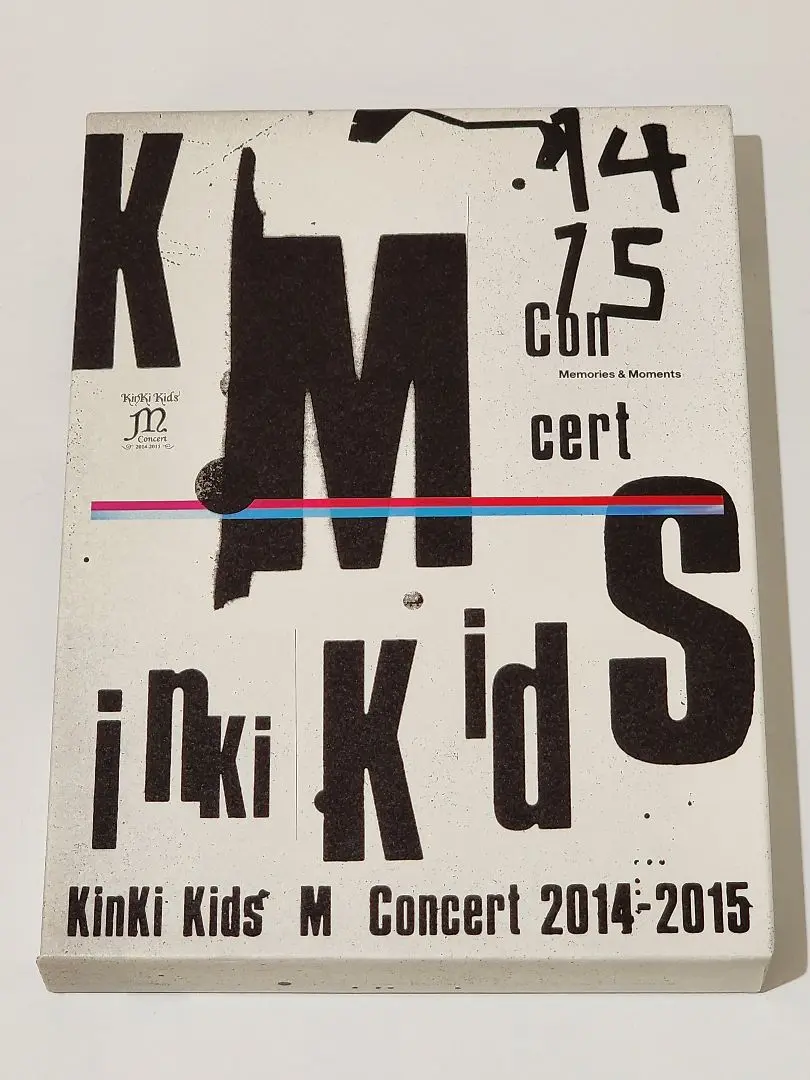 K
M
14
15
Con
Memories & Moments
cert
KinKi Kids
M
Concert
2014-2015
S
inKi
Kid
KinKi Kids M Concert 2014-2015